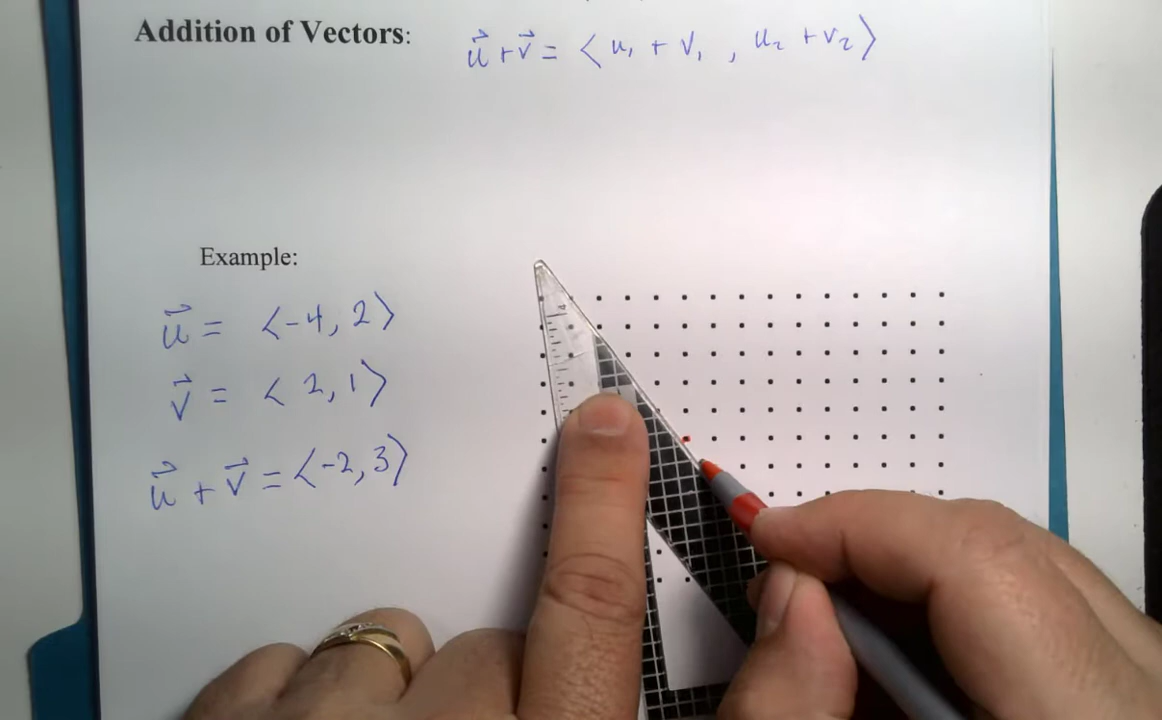 Addition of Vectors: u⃗ + v⃗ = ⟨u₁ + v₁, u₂ + v₂⟩
Example:
u⃗ = ⟨-4, 2⟩
v⃗ = ⟨2, 1⟩
u⃗ + v⃗ = ⟨-2, 3⟩